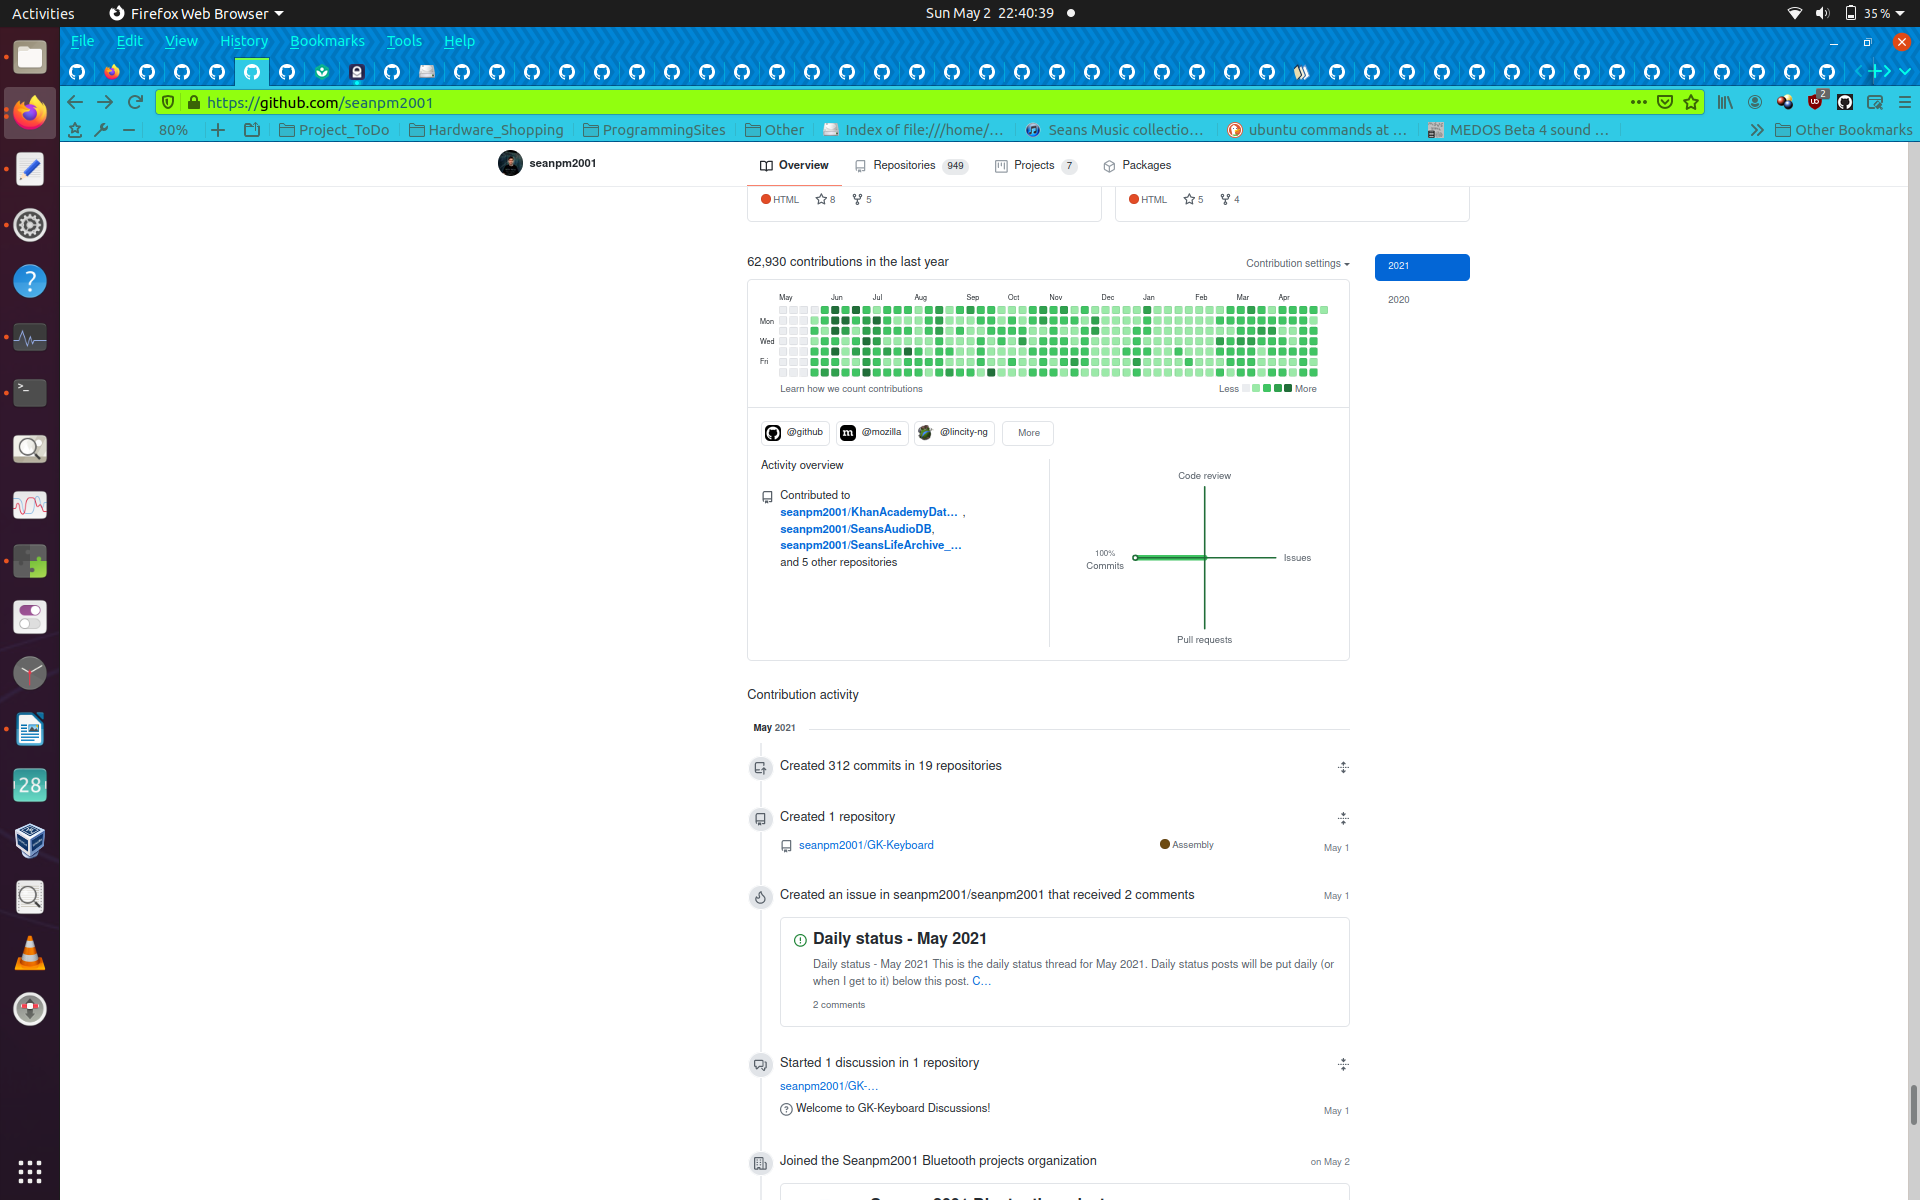 Activities
Firefox Web Browser
Sun May 2 22:40:39
35 %
File Edit View History Bookmarks Tools Help
https://github.com/seanpm2001
2
80%
Project_ToDo
Hardware_Shopping
ProgrammingSites
Other
Index of file:///home/...
Seans Music collectio...
ubuntu commands at ...
MEDOS Beta 4 sound ...
Other Bookmarks
seanpm2001
Overview
Repositories 949
Projects 7
Packages
HTML 8 5
HTML 5 4
62,930 contributions in the last year
Contribution settings
2021
2020
May Jun Jul Aug Sep Oct Nov Dec Jan Feb Mar Apr
Mon
Wed
Fri
Learn how we count contributions
Less More
@github
@mozilla
@lincity-ng
More
Activity overview
Contributed to
seanpm2001/KhanAcademyDat... ,
seanpm2001/SeansAudioDB,
seanpm2001/SeansLifeArchive_...
and 5 other repositories
Code review
100%
Commits
Issues
Pull requests
Contribution activity
May 2021
Created 312 commits in 19 repositories
Created 1 repository
seanpm2001/GK-Keyboard
Assembly
May 1
Created an issue in seanpm2001/seanpm2001 that received 2 comments
May 1
Daily status - May 2021
Daily status - May 2021 This is the daily status thread for May 2021. Daily status posts will be put daily (or
when I get to it) below this post. C...
2 comments
Started 1 discussion in 1 repository
seanpm2001/GK-...
Welcome to GK-Keyboard Discussions!
May 1
Joined the Seanpm2001 Bluetooth projects organization
on May 2
28